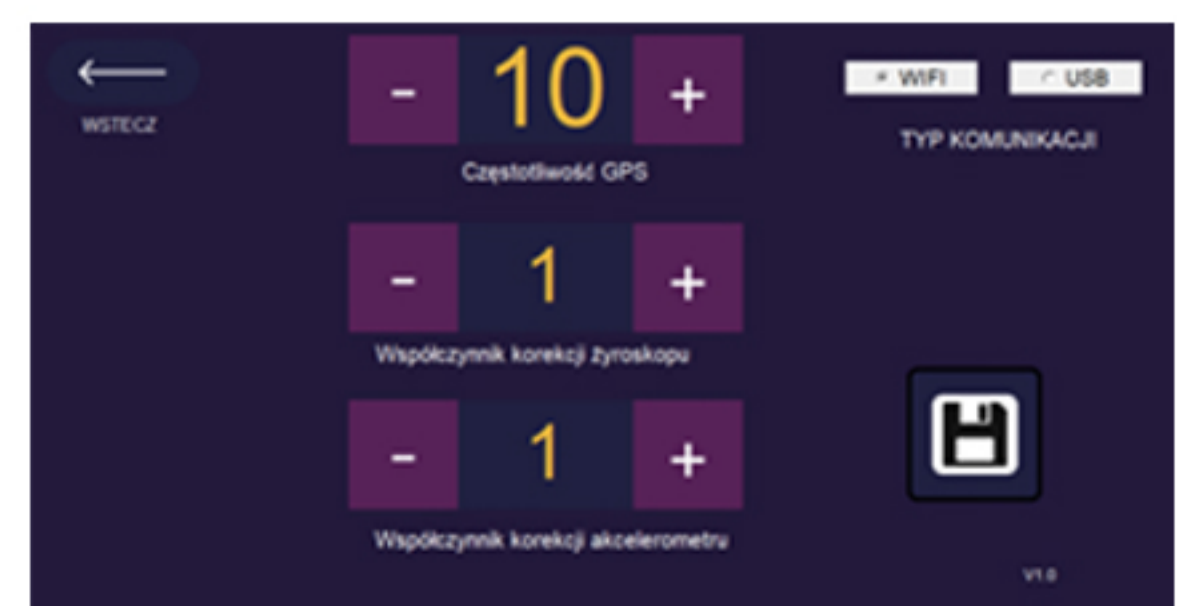 WSTECZ
- 10 +
Częstotliwość GPS
WIFI
USB
TYP KOMUNIKACJI
- 1 +
Współczynnik korekcji żyroskopu
- 1 +
Współczynnik korekcji akcelerometru
V1.0